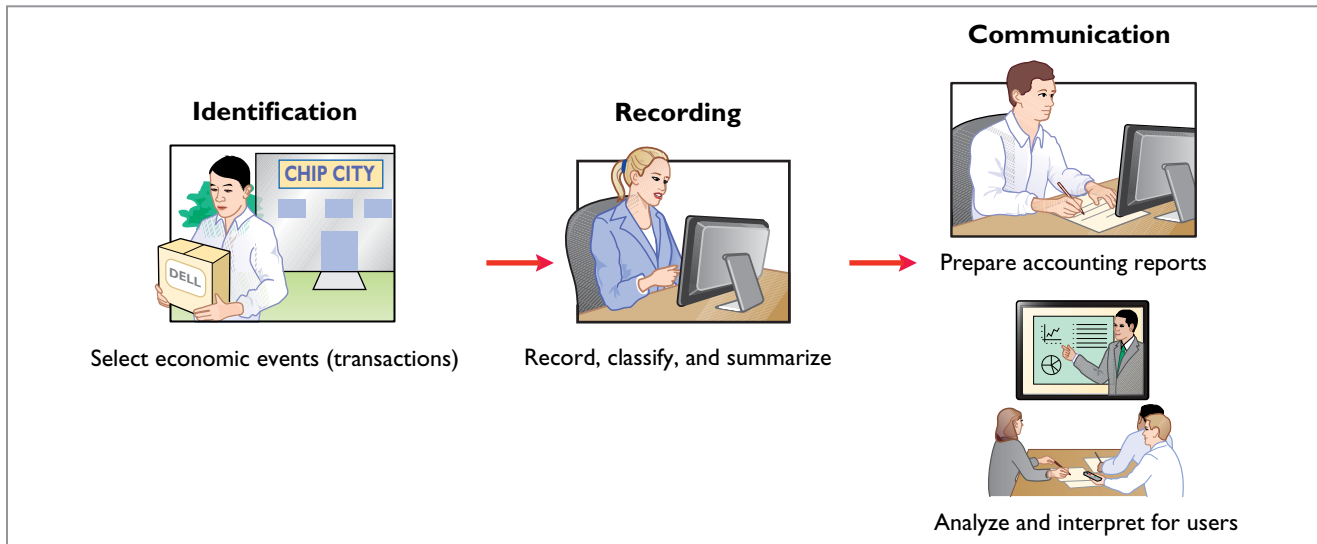 Identification
CHIP CITY
DELL
Select economic events (transactions)
Recording
Record, classify, and summarize
Communication
Prepare accounting reports
Analyze and interpret for users